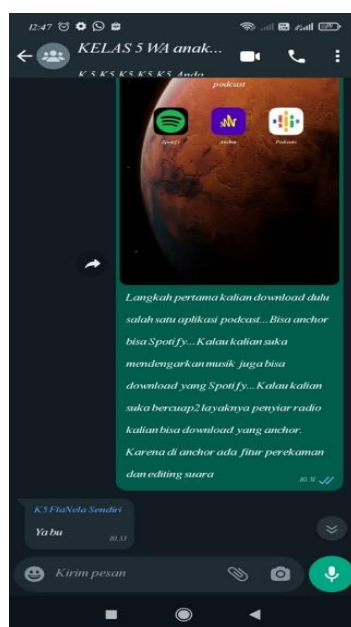 12:47
KELAS 5 WA anak...
K 5 K5 K5 K5 K5 Anda
podcast
Spotify Anchor Podcasts
Langkah pertama kalian download dulu
salah satu aplikasi podcast...Bisa anchor
bisa Spotify...Kalau kalian suka
mendengarkan musik juga bisa
download yang Spotify...Kalau kalian
suka bercuap2 layaknya penyiar radio
kalian bisa download yang anchor.
Karena di anchor ada fitur perekaman
dan editing suara
10.51
K5 FlaNela Sendiri
Ya bu
10.53
Kirim pesan